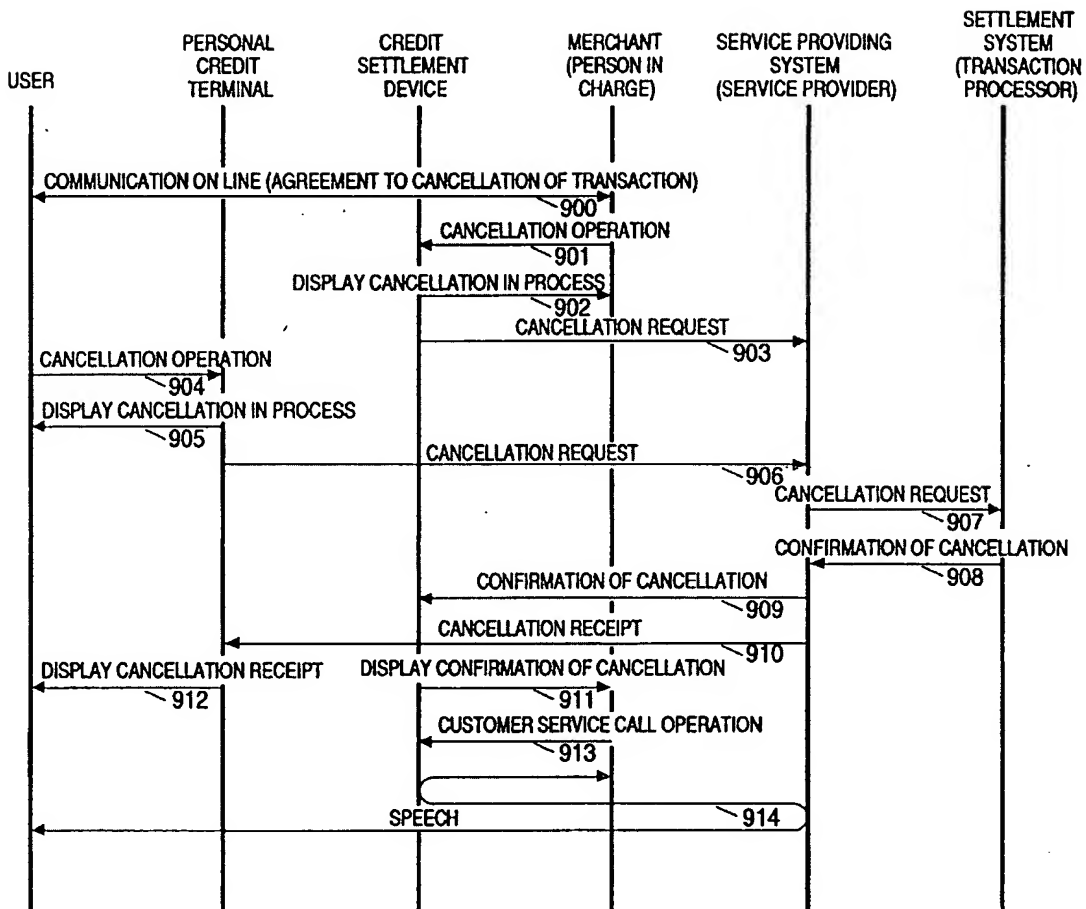 USER
PERSONAL
CREDIT
TERMINAL
CREDIT
SETTLEMENT
DEVICE
MERCHANT
(PERSON IN
CHARGE)
SERVICE PROVIDING
SYSTEM
(SERVICE PROVIDER)
SETTLEMENT
SYSTEM
(TRANSACTION
PROCESSOR)
COMMUNICATION ON LINE (AGREEMENT TO CANCELLATION OF TRANSACTION)
900
CANCELLATION OPERATION
901
DISPLAY CANCELLATION IN PROCESS
902
CANCELLATION REQUEST
903
CANCELLATION OPERATION
904
DISPLAY CANCELLATION IN PROCESS
905
CANCELLATION REQUEST
906
CANCELLATION REQUEST
907
CONFIRMATION OF CANCELLATION
908
CONFIRMATION OF CANCELLATION
909
CANCELLATION RECEIPT
910
DISPLAY CANCELLATION RECEIPT
912
DISPLAY CONFIRMATION OF CANCELLATION
911
CUSTOMER SERVICE CALL OPERATION
913
SPEECH
914